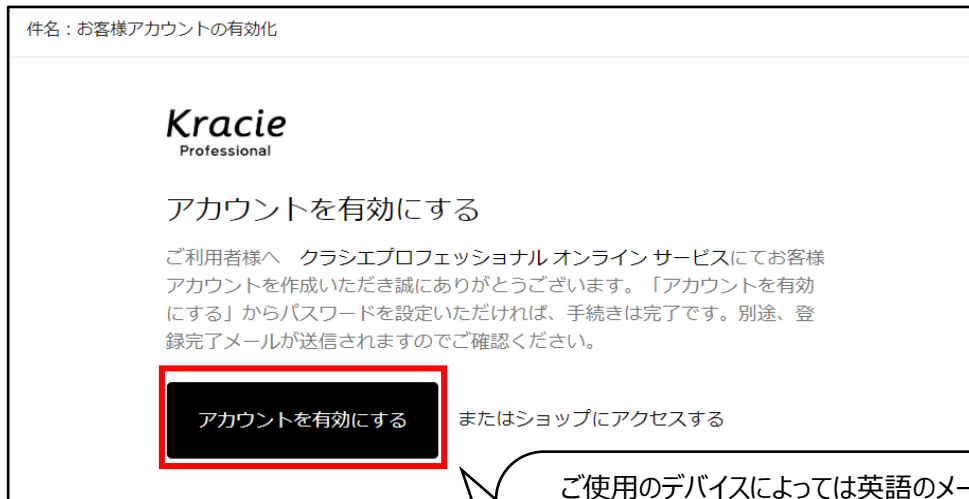 件名：お客様アカウントの有効化
Kracie
Professional
アカウントを有効にする
ご利用者様へ　クラシエプロフェッショナル オンライン サービスにてお客様
アカウントを作成いただき誠にありがとうございます。「アカウントを有効
にする」からパスワードを設定いただければ、手続きは完了です。別途、登
録完了メールが送信されますのでご確認ください。
アカウントを有効にする
またはショップにアクセスする
ご使用のデバイスによっては英語のメー